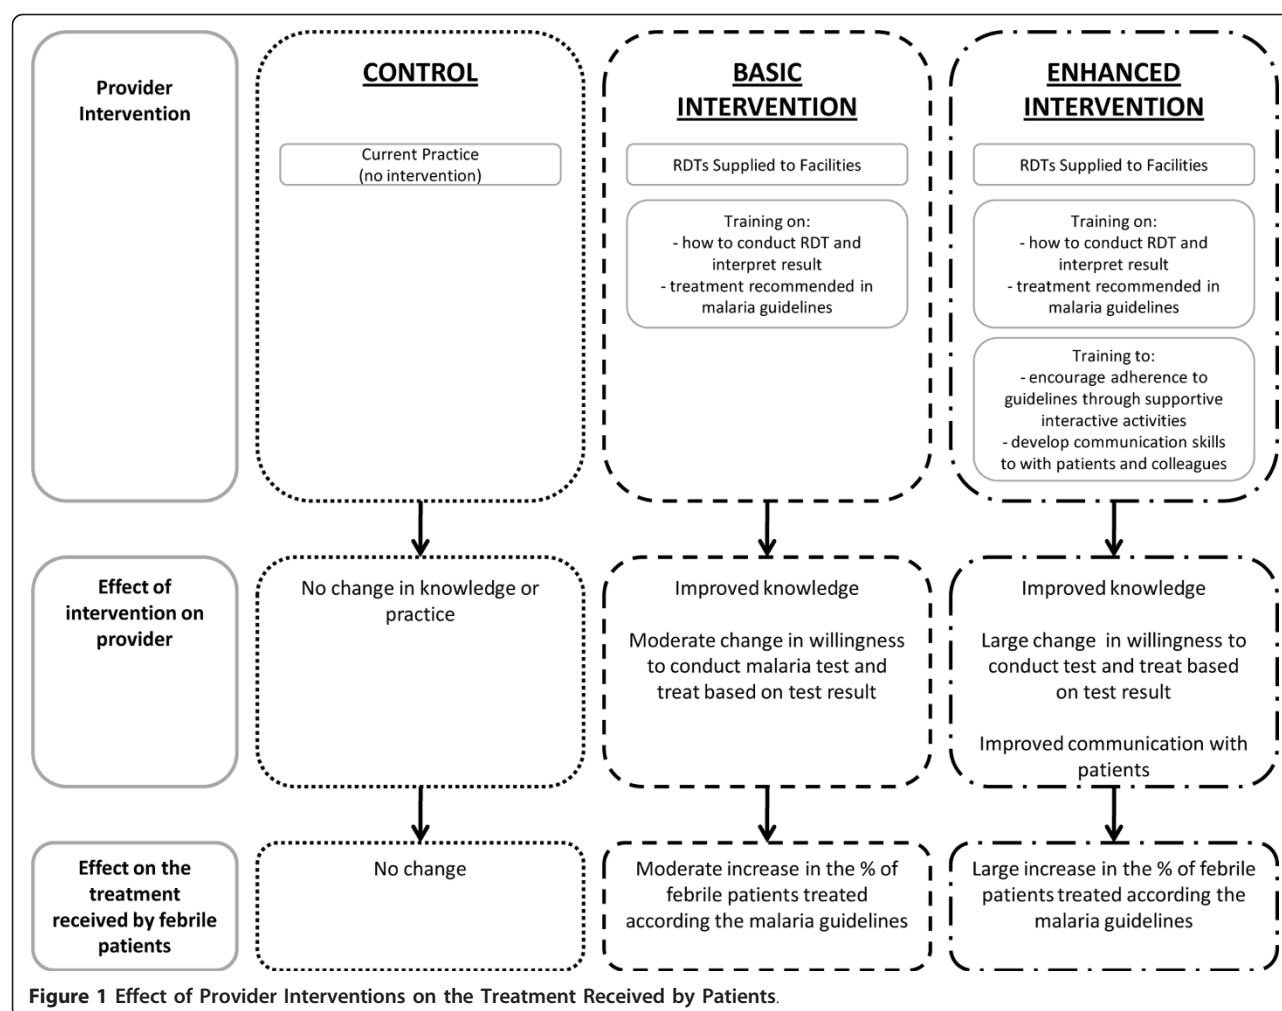 Provider
Intervention
CONTROL
Current Practice
(no intervention)
BASIC
INTERVENTION
RDTs Supplied to Facilities
Training on:
- how to conduct RDT and
interpret result
- treatment recommended in
malaria guidelines
ENHANCED
INTERVENTION
RDTs Supplied to Facilities
Training on:
- how to conduct RDT and
interpret result
- treatment recommended in
malaria guidelines
Training to:
- encourage adherence to
guidelines through supportive
interactive activities
- develop communication skills
to with patients and colleagues
Effect of
intervention on
provider
No change in knowledge or
practice
Improved knowledge
Moderate change in willingness
to conduct malaria test and
treat based on test result
Improved knowledge
Large change in willingness to
conduct test and treat based
on test result
Improved communication with
patients
Effect on the
treatment
received by febrile
patients
No change
Moderate increase in the % of
febrile patients treated
according the malaria guidelines
Large increase in the % of febrile
patients treated according the
malaria guidelines
Figure 1 Effect of Provider Interventions on the Treatment Received by Patients.